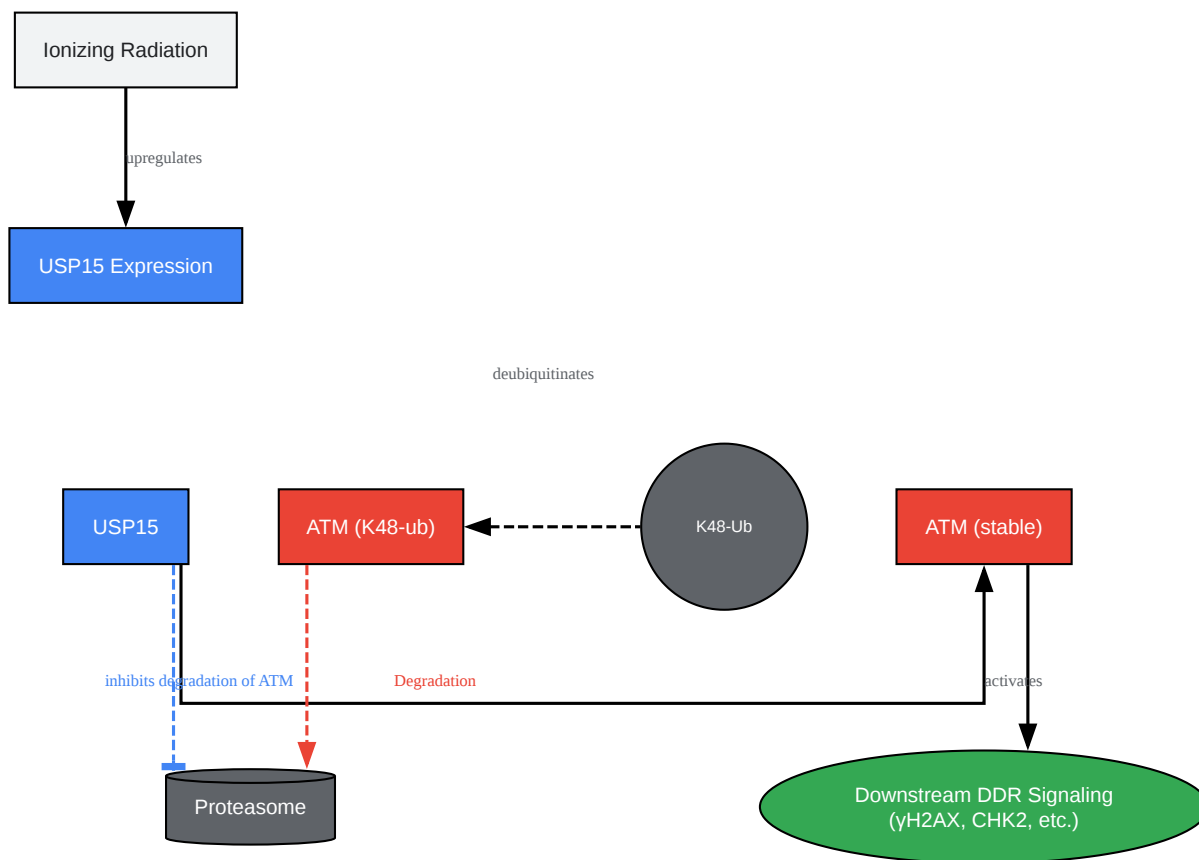 Ionizing Radiation
upregulates
USP15 Expression
deubiquitinates
USP15
ATM (K48-ub)
K48-Ub
ATM (stable)
inhibits degradation of ATM
Degradation
activates
Proteasome
Downstream DDR Signaling
(γH2AX, CHK2, etc.)